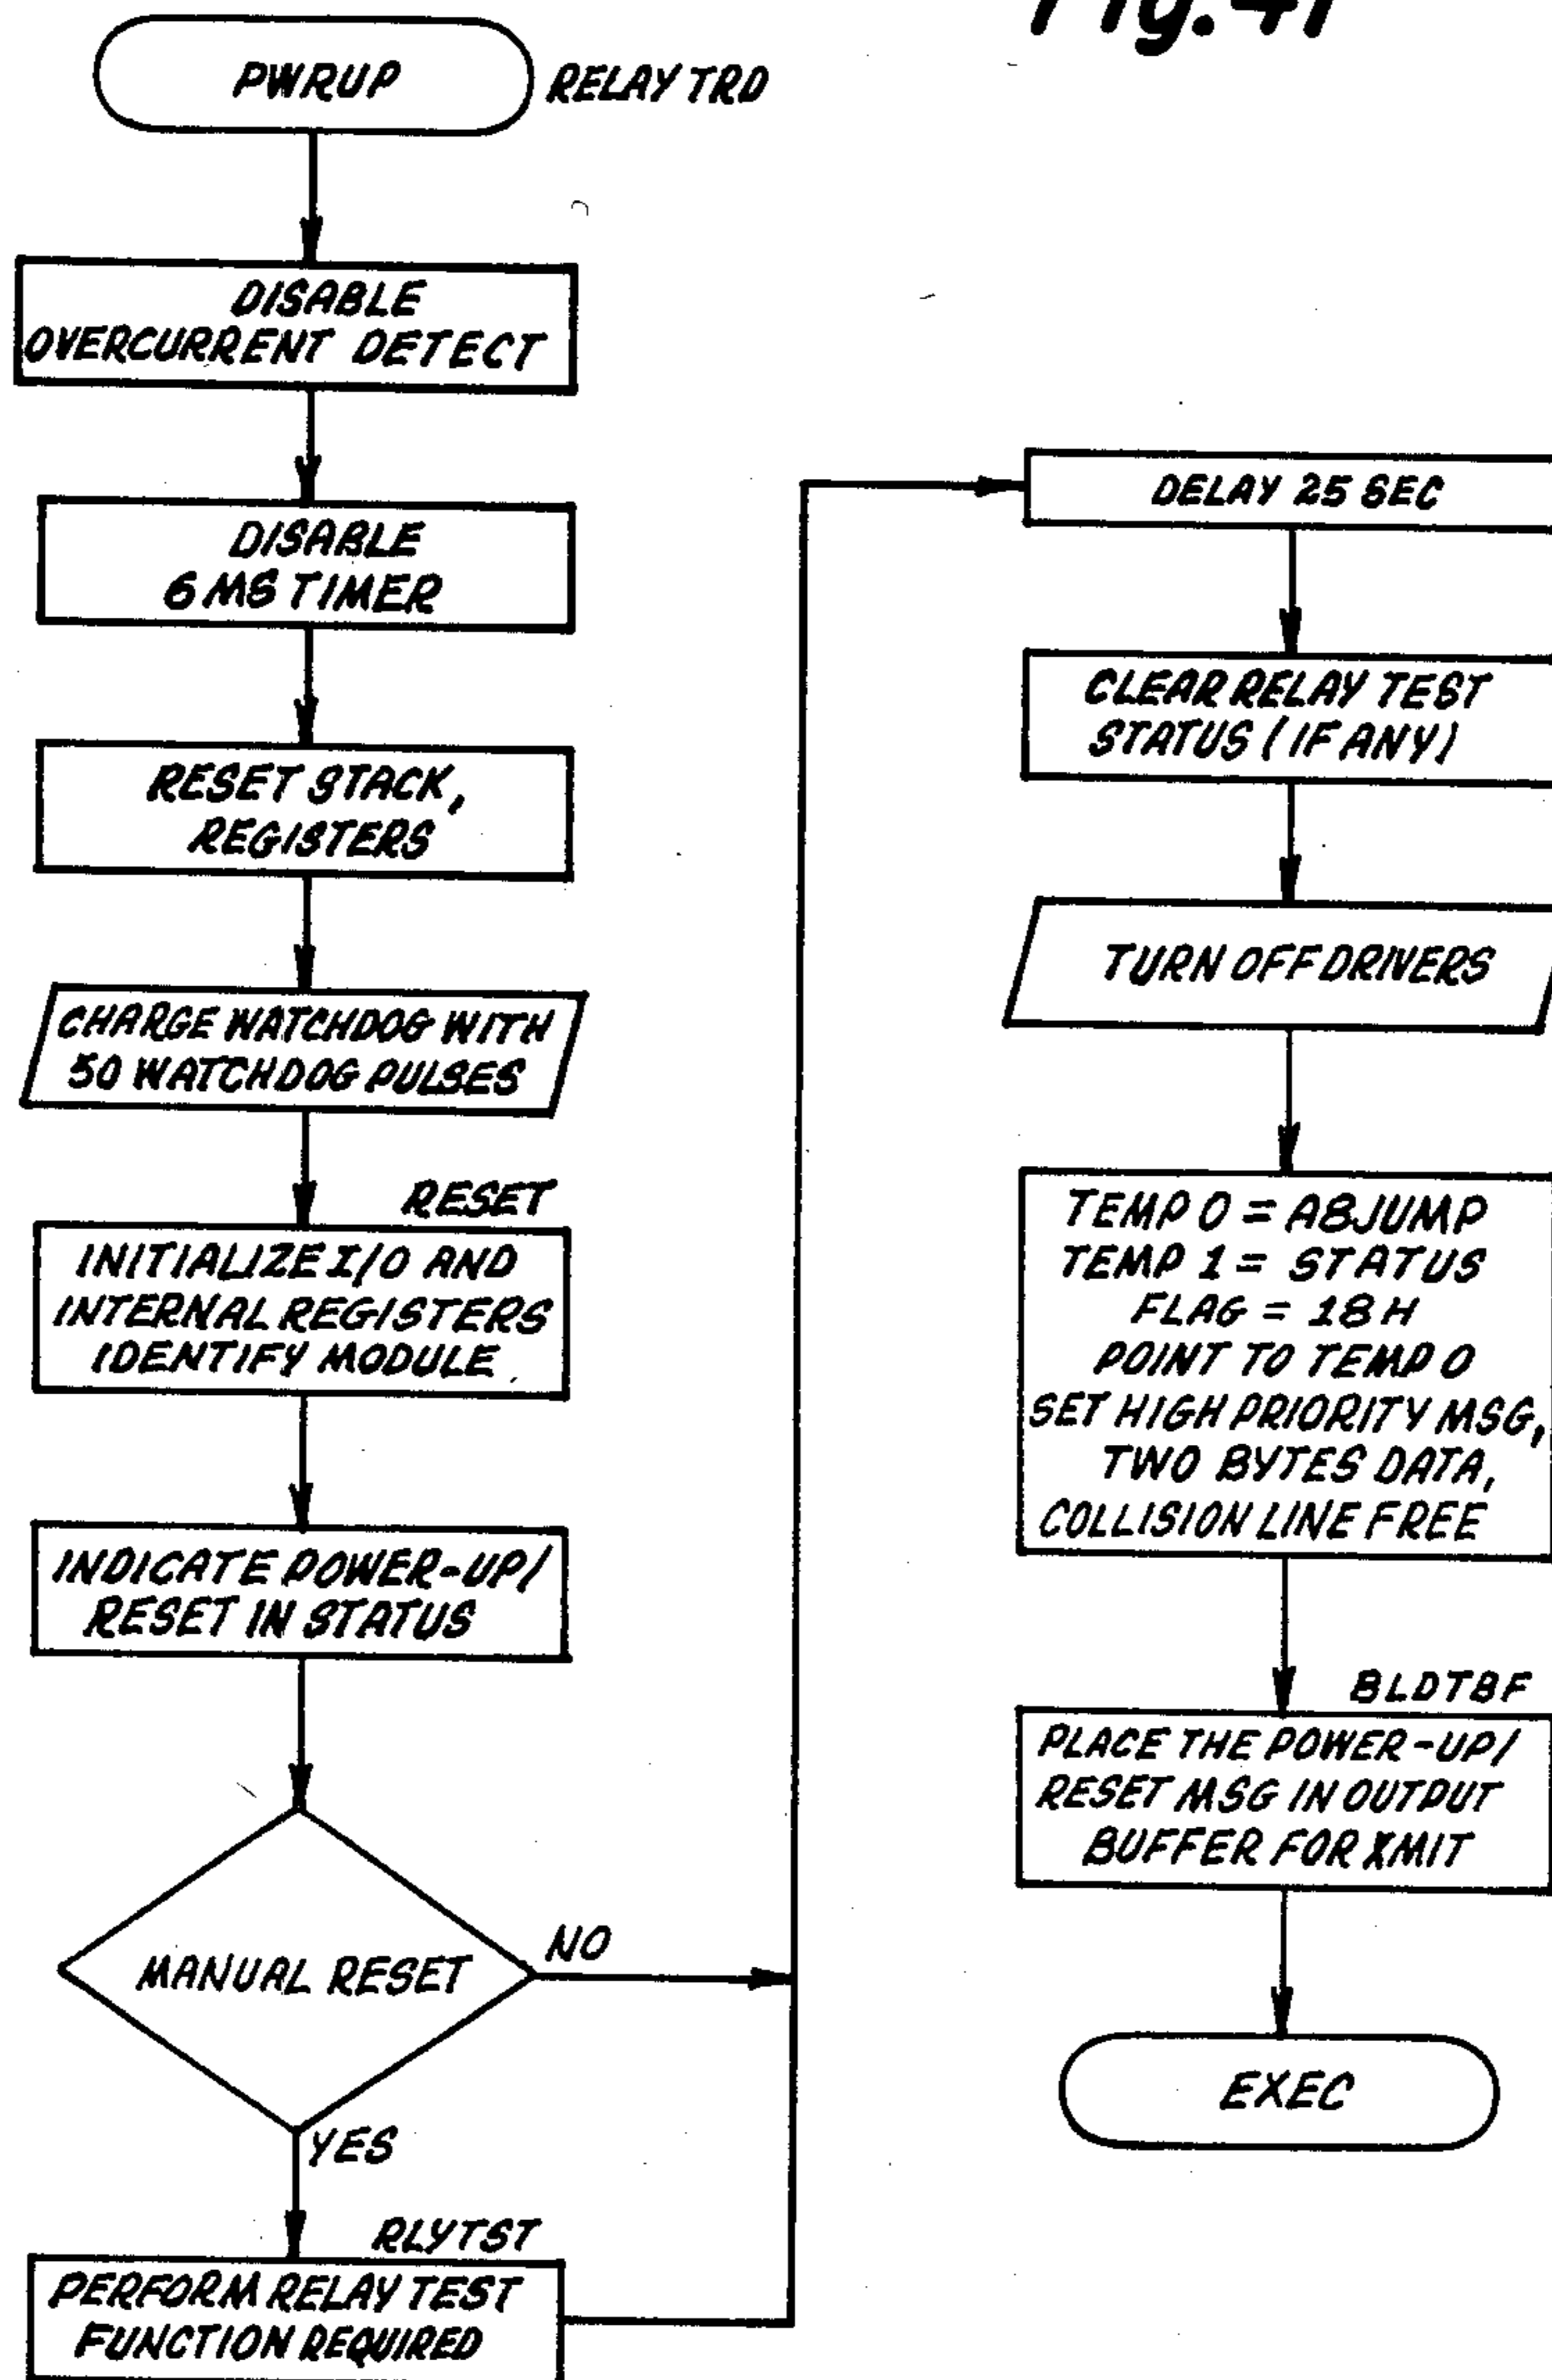 Fig. 41
PWRUP
RELAY TRD
DISABLE
OVERCURRENT DETECT
DISABLE
6 MS TIMER
RESET STACK,
REGISTERS
CHARGE WATCHDOG WITH
50 WATCHDOG PULSES
RESET
INITIALIZE I/O AND
INTERNAL REGISTERS
IDENTIFY MODULE
INDICATE POWER-UP/
RESET IN STATUS
MANUAL RESET
NO
YES
RLYTST
PERFORM RELAY TEST
FUNCTION REQUIRED
DELAY 25 SEC
CLEAR RELAY TEST
STATUS (IF ANY)
TURN OFF DRIVERS
TEMP 0 = ABJUMP
TEMP 1 = STATUS
FLAG = 18 H
POINT TO TEMP 0
SET HIGH PRIORITY MSG,
TWO BYTES DATA,
COLLISION LINE FREE
BLDTBF
PLACE THE POWER-UP/
RESET MSG IN OUTPUT
BUFFER FOR XMIT
EXEC